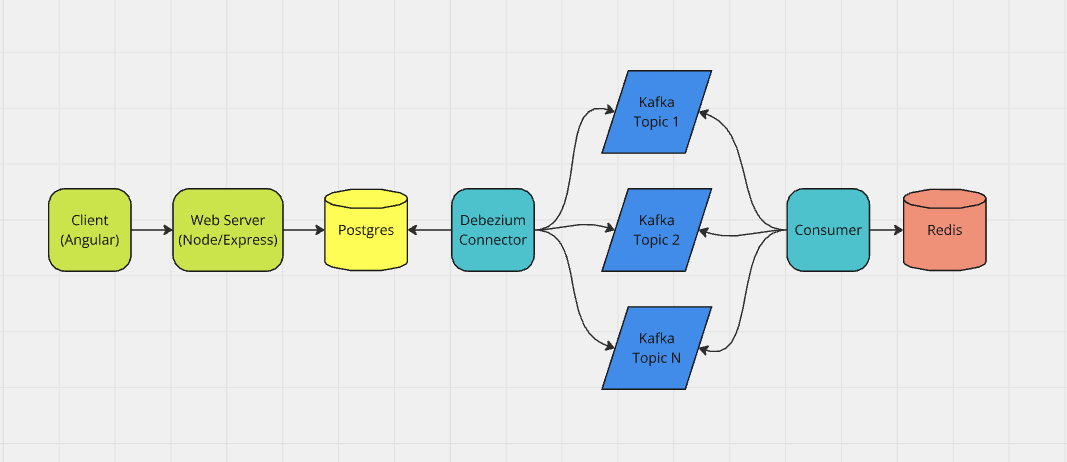 Client
(Angular)
Web Server
(Node/Express)
Postgres
Debezium
Connector
Kafka
Topic 1
Kafka
Topic 2
Kafka
Topic N
Consumer
Redis